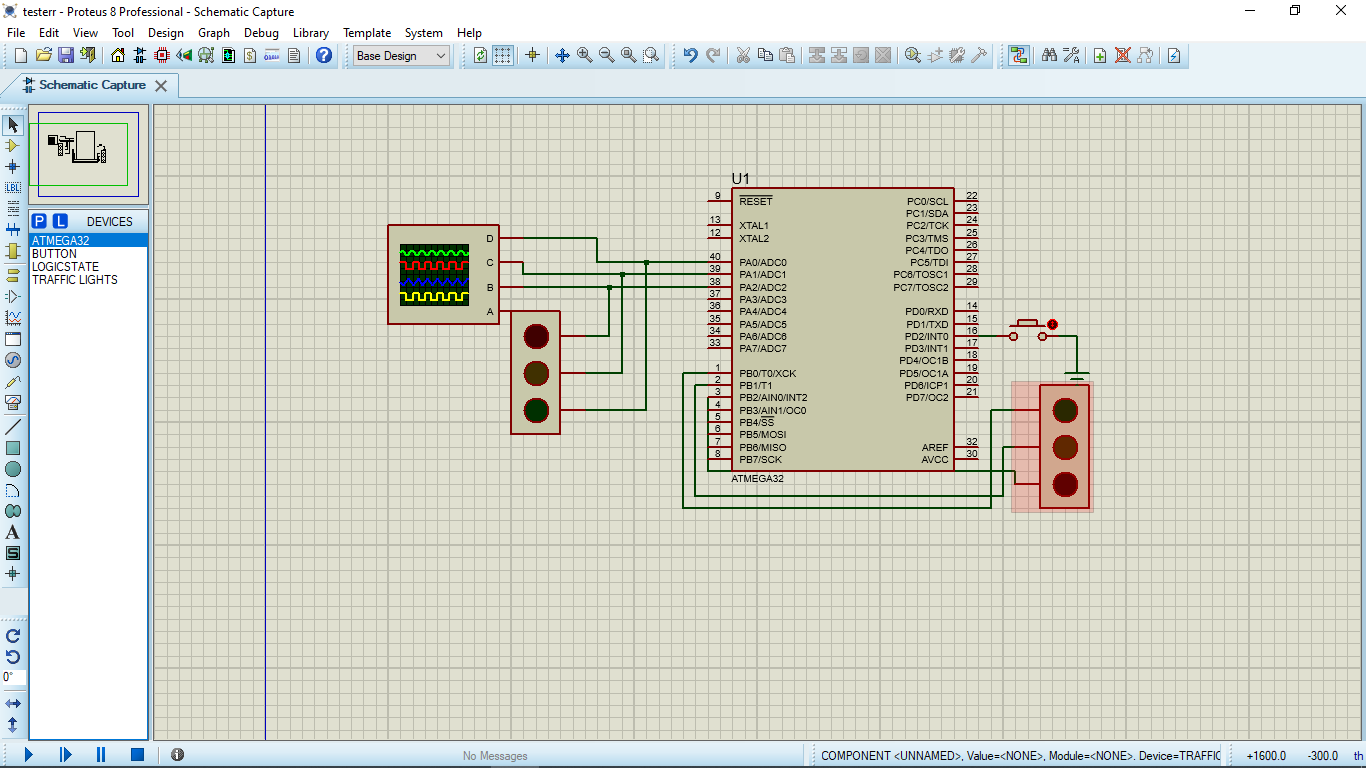 testerr - Proteus 8 Professional - Schematic Capture
File Edit View Tool Design Graph Debug Library Template System Help
Base Design
Schematic Capture
P L DEVICES
ATMEGA32
BUTTON
LOGICSTATE
TRAFFIC LIGHTS
LBL
A
S
0°
D
C
B
A
U1
9 RESET
13 XTAL1
12 XTAL2
40 PA0/ADC0
39 PA1/ADC1
38 PA2/ADC2
37 PA3/ADC3
36 PA4/ADC4
35 PA5/ADC5
34 PA6/ADC6
33 PA7/ADC7
1 PB0/T0/XCK
2 PB1/T1
3 PB2/AIN0/INT2
4 PB3/AIN1/OC0
5 PB4/SS
6 PB5/MOSI
7 PB6/MISO
8 PB7/SCK
PC0/SCL 22
PC1/SDA 23
PC2/TCK 24
PC3/TMS 25
PC4/TDO 26
PC5/TDI 27
PC6/TOSC1 28
PC7/TOSC2 29
PD0/RXD 14
PD1/TXD 15
PD2/INT0 16
PD3/INT1 17
PD4/OC1B 18
PD5/OC1A 19
PD6/ICP1 20
PD7/OC2 21
AREF 32
AVCC 30
ATMEGA32
No Messages
COMPONENT <UNNAMED>, Value=<NONE>, Module=<NONE>. Device=TRAFFIC
+1600.0 -300.0 th